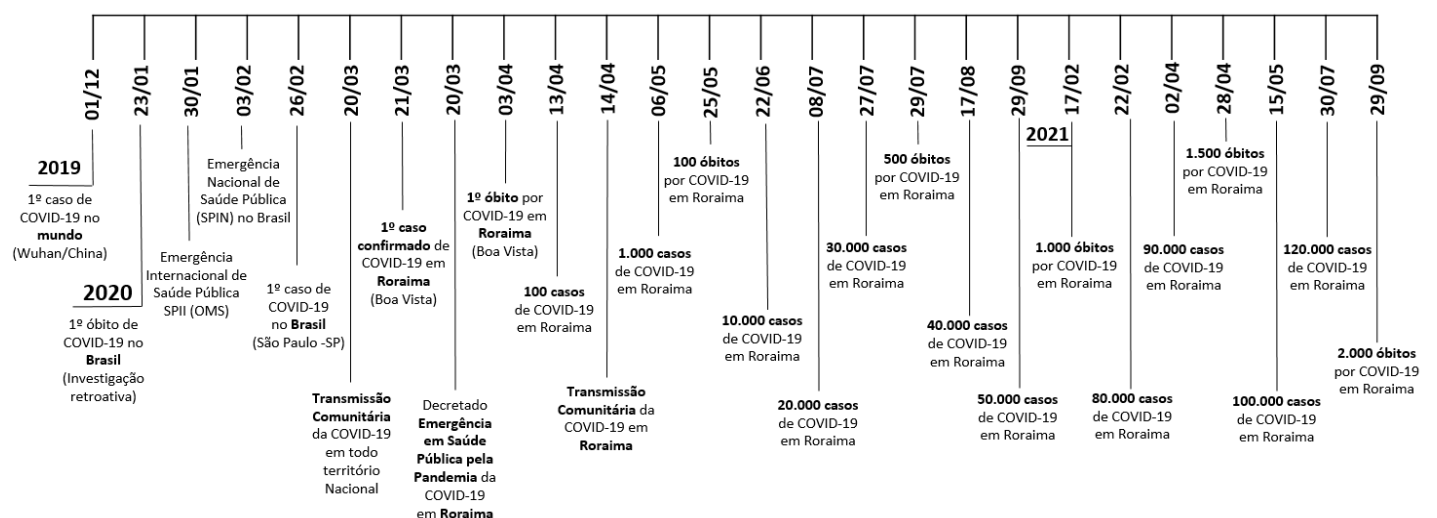 01/12
23/01
30/01
03/02
26/02
20/03
21/03
20/03
03/04
13/04
14/04
06/05
25/05
22/06
08/07
27/07
29/07
17/08
29/09
17/02
22/02
02/04
28/04
15/05
30/07
29/09
2019
1º caso de
COVID-19 no
mundo
(Wuhan/China)
2020
1º óbito de
COVID-19 no
Brasil
(Investigação
retroativa)
Emergência
Internacional de
Saúde Pública
SPII (OMS)
Emergência
Nacional de
Saúde Pública
(SPIN) no Brasil
1º caso de
COVID-19
no Brasil
(São Paulo -SP)
Transmissão
Comunitária
da COVID-19
em todo
território
Nacional
1º caso
confirmado de
COVID-19 em
Roraima
(Boa Vista)
Decretado
Emergência
em Saúde
Pública pela
Pandemia da
COVID-19
em Roraima
1º óbito por
COVID-19 em
Roraima
(Boa Vista)
100 casos
de COVID-19
em Roraima
Transmissão
Comunitária da
COVID-19 em
Roraima
1.000 casos
de COVID-19
em Roraima
100 óbitos
por COVID-19
em Roraima
10.000 casos
de COVID-19
em Roraima
20.000 casos
de COVID-19
em Roraima
30.000 casos
de COVID-19
em Roraima
500 óbitos
por COVID-19
em Roraima
40.000 casos
de COVID-19
em Roraima
50.000 casos
de COVID-19
em Roraima
2021
1.000 óbitos
por COVID-19
em Roraima
80.000 casos
de COVID-19
em Roraima
90.000 casos
de COVID-19
em Roraima
1.500 óbitos
por COVID-19
em Roraima
100.000 casos
de COVID-19
em Roraima
120.000 casos
de COVID-19
em Roraima
2.000 óbitos
por COVID-19
em Roraima